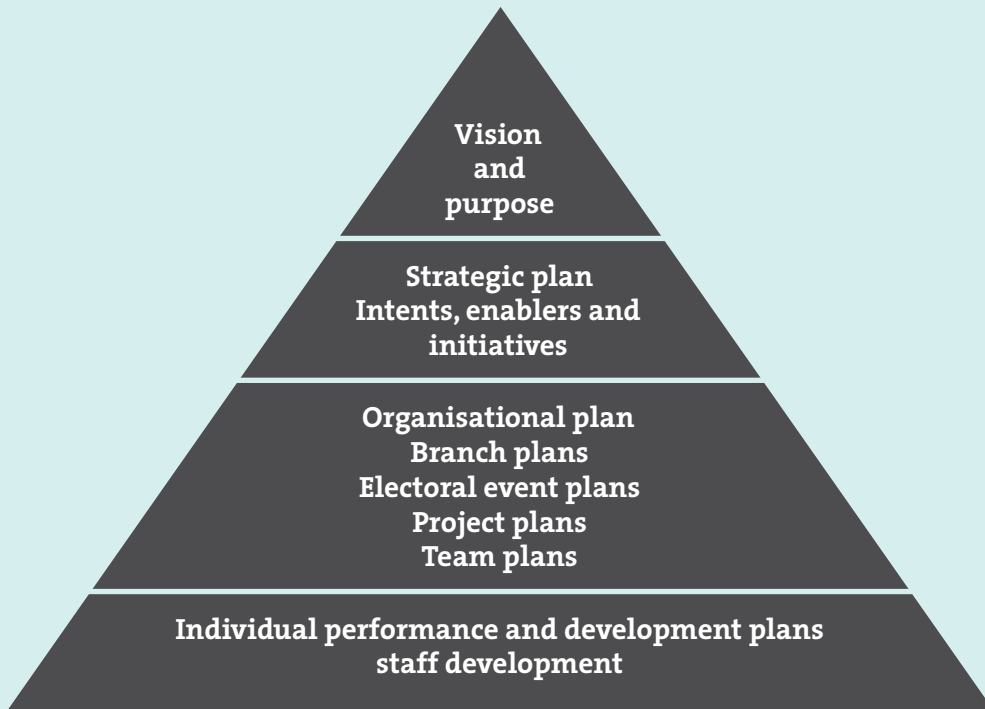 Vision
and
purpose
Strategic plan
Intents, enablers and
initiatives
Organisational plan
Branch plans
Electoral event plans
Project plans
Team plans
Individual performance and development plans
staff development